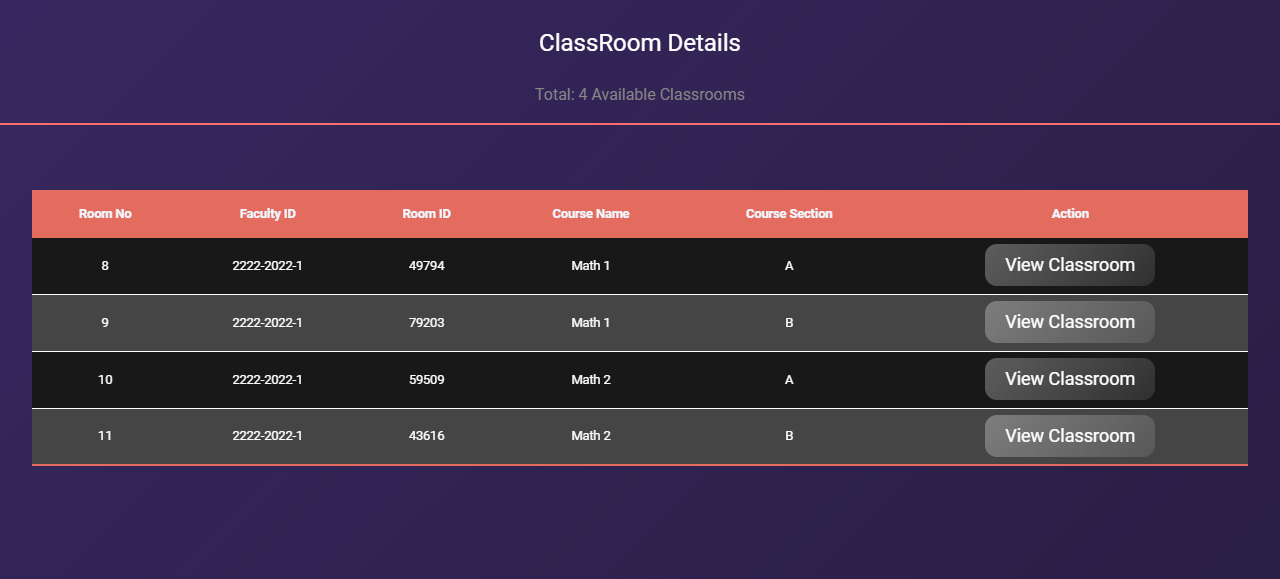 ClassRoom Details
Total: 4 Available Classrooms
Room No Faculty ID Room ID Course Name Course Section Action
8 2222-2022-1 49794 Math 1 A View Classroom
9 2222-2022-1 79203 Math 1 B View Classroom
10 2222-2022-1 59509 Math 2 A View Classroom
11 2222-2022-1 43616 Math 2 B View Classroom